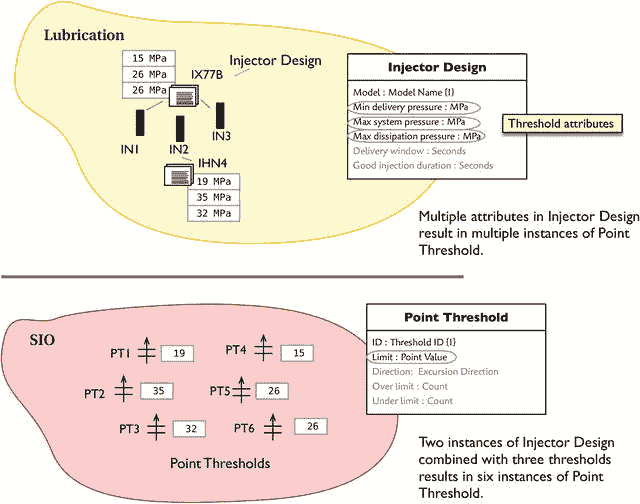 Lubrication
15 MPa
26 MPa
26 MPa
IX77B
Injector Design
IN1
IN2
IN3
IHN4
19 MPa
35 MPa
32 MPa
Injector Design
Model : Model Name {I}
Min delivery pressure : MPa
Max system pressure : MPa
Max dissipation pressure : MPa
Delivery window : Seconds
Good injection duration : Seconds
Threshold attributes
Multiple attributes in Injector Design
result in multiple instances of Point
Threshold.
SIO
PT1
19
PT4
15
PT2
35
PT5
26
PT3
32
PT6
26
Point Thresholds
Point Threshold
ID : Threshold ID {I}
Limit : Point Value
Direction: Excursion Direction
Over limit : Count
Under limit : Count
Two instances of Injector Design
combined with three thresholds
results in six instances of Point
Threshold.